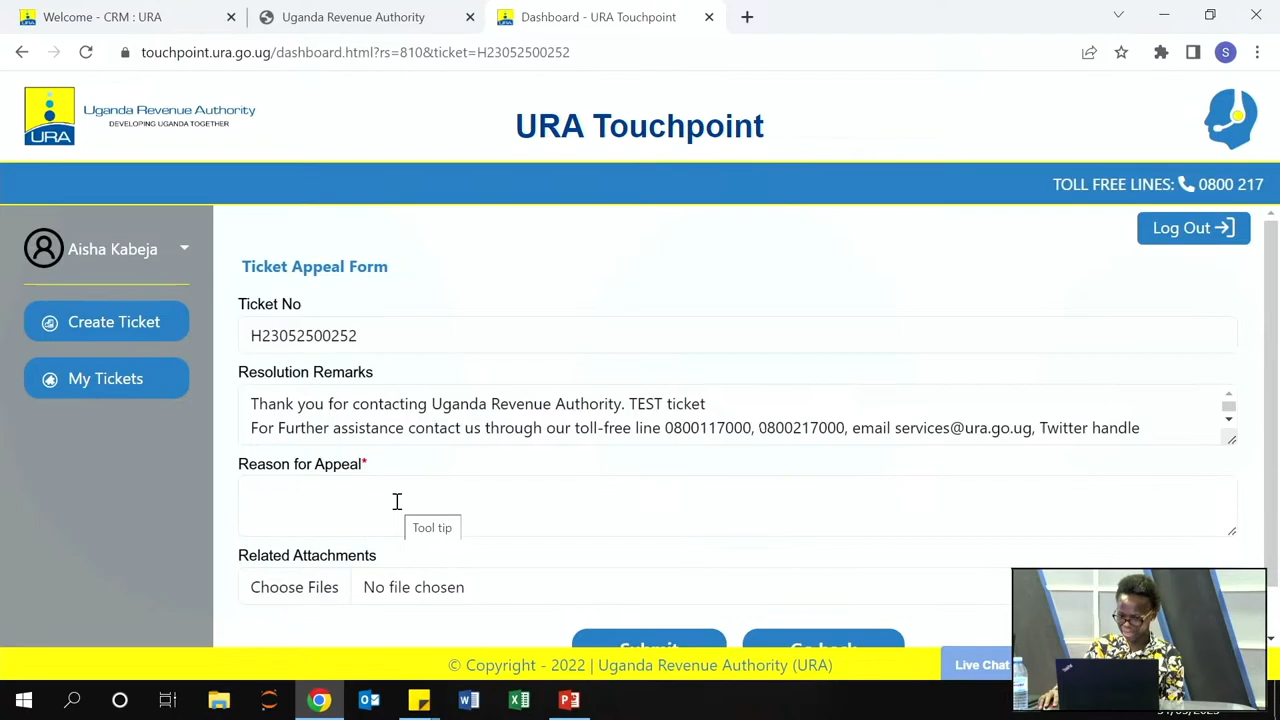 Welcome - CRM : URA
Uganda Revenue Authority
Dashboard - URA Touchpoint
touchpoint.ura.go.ug/dashboard.html?rs=810&ticket=H23052500252
S
URA
Uganda Revenue Authority
DEVELOPING UGANDA TOGETHER
URA Touchpoint
TOLL FREE LINES: 0800 217
Aisha Kabeja
Log Out
Create Ticket
My Tickets
Ticket Appeal Form
Ticket No
H23052500252
Resolution Remarks
Thank you for contacting Uganda Revenue Authority. TEST ticket
For Further assistance contact us through our toll-free line 0800117000, 0800217000, email services@ura.go.ug, Twitter handle
Reason for Appeal*
Tool tip
Related Attachments
Choose Files No file chosen
Submit Go back
© Copyright - 2022 | Uganda Revenue Authority (URA)
Live Chat